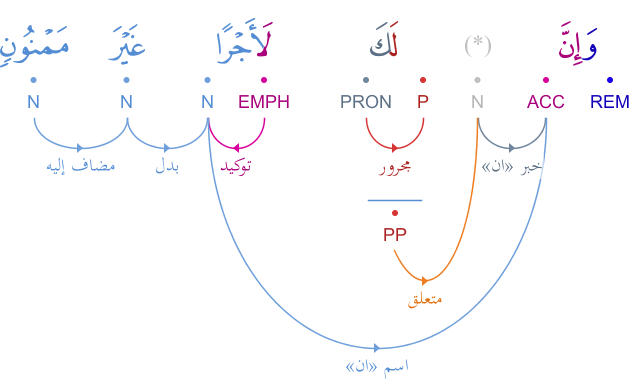 وَإِنَّ (*) لَكَ لَأَجْرًا غَيْرَ مَمْنُونٍ
REM ACC N P PRON EMPH N N N
خبر «ان» مجرور توكيد بدل مضاف إليه
PP
متعلق
اسم «ان»